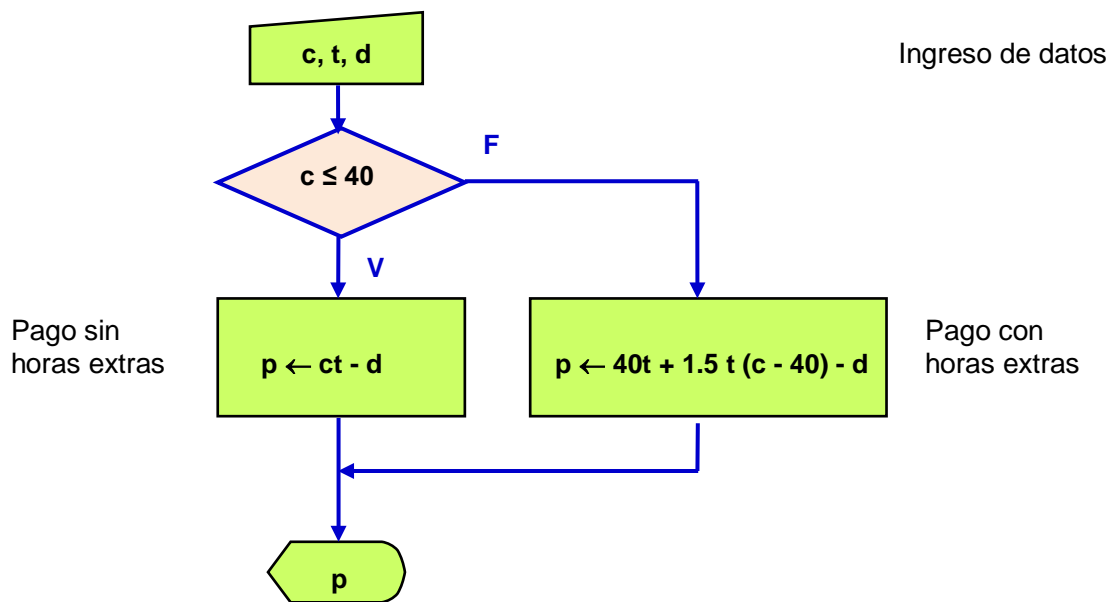 c, t, d
Ingreso de datos
F
c ≤ 40
V
Pago sin
horas extras
p ← ct - d
p ← 40t + 1.5 t (c - 40) - d
Pago con
horas extras
p